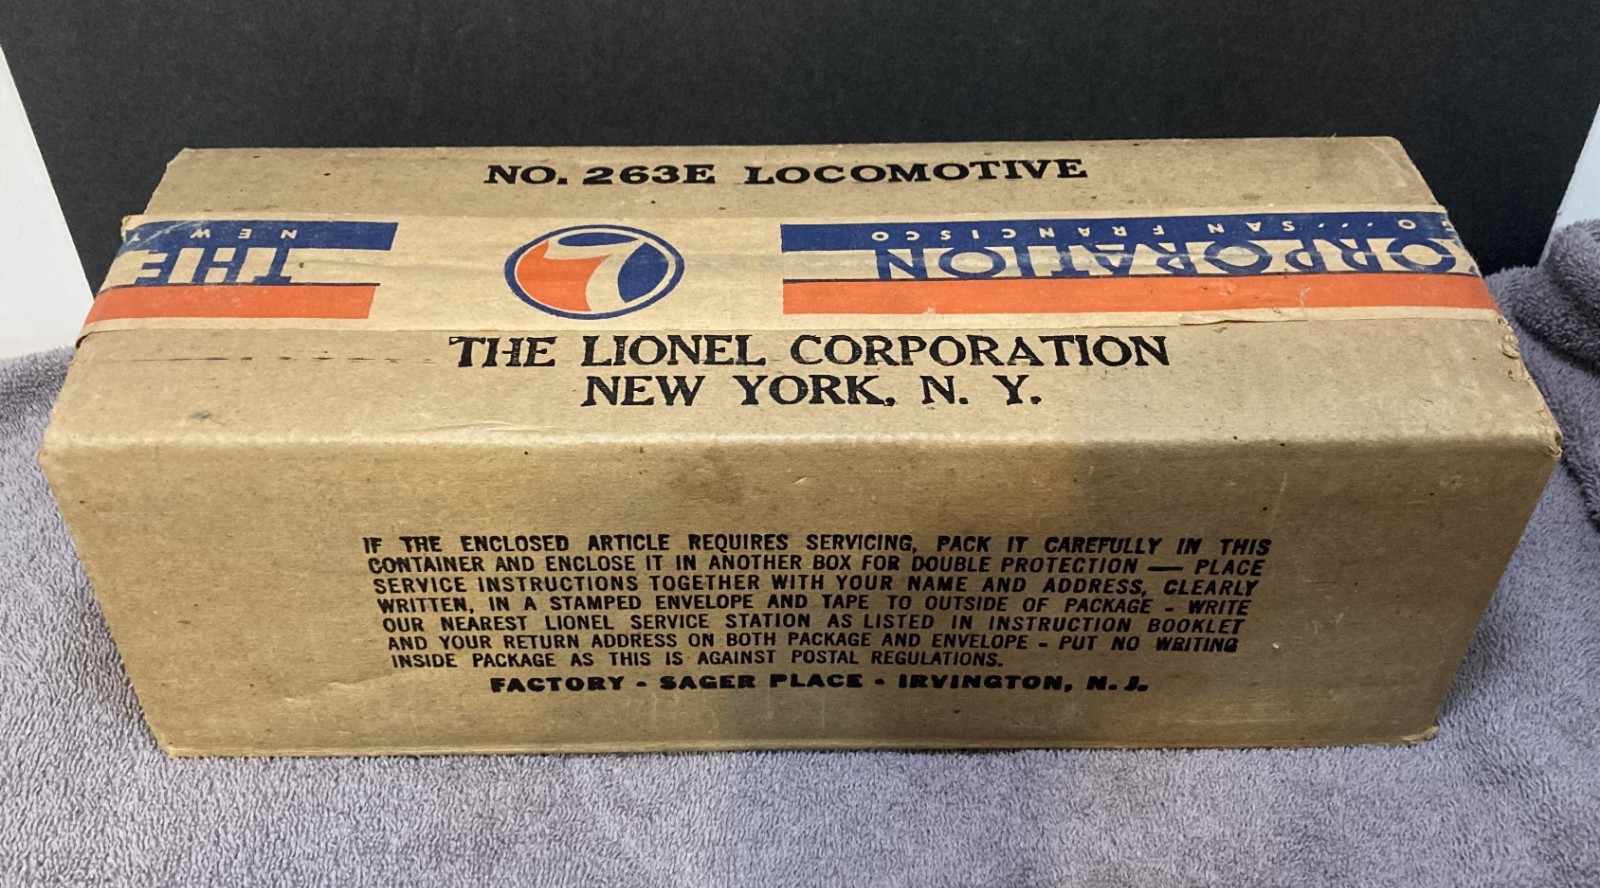 NO. 263E LOCOMOTIVE
NEW
THE
L
O...SAN FRANCISCO
ORPORATION
THE LIONEL CORPORATION
NEW YORK, N. Y.
IF THE ENCLOSED ARTICLE REQUIRES SERVICING, PACK IT CAREFULLY IN THIS
CONTAINER AND ENCLOSE IT IN ANOTHER BOX FOR DOUBLE PROTECTION — PLACE
SERVICE INSTRUCTIONS TOGETHER WITH YOUR NAME AND ADDRESS, CLEARLY
WRITTEN, IN A STAMPED ENVELOPE AND TAPE TO OUTSIDE OF PACKAGE - WRITE
OUR NEAREST LIONEL SERVICE STATION AS LISTED IN INSTRUCTION BOOKLET
AND YOUR RETURN ADDRESS ON BOTH PACKAGE AND ENVELOPE - PUT NO WRITING
INSIDE PACKAGE AS THIS IS AGAINST POSTAL REGULATIONS.
FACTORY - SAGER PLACE - IRVINGTON, N. J.